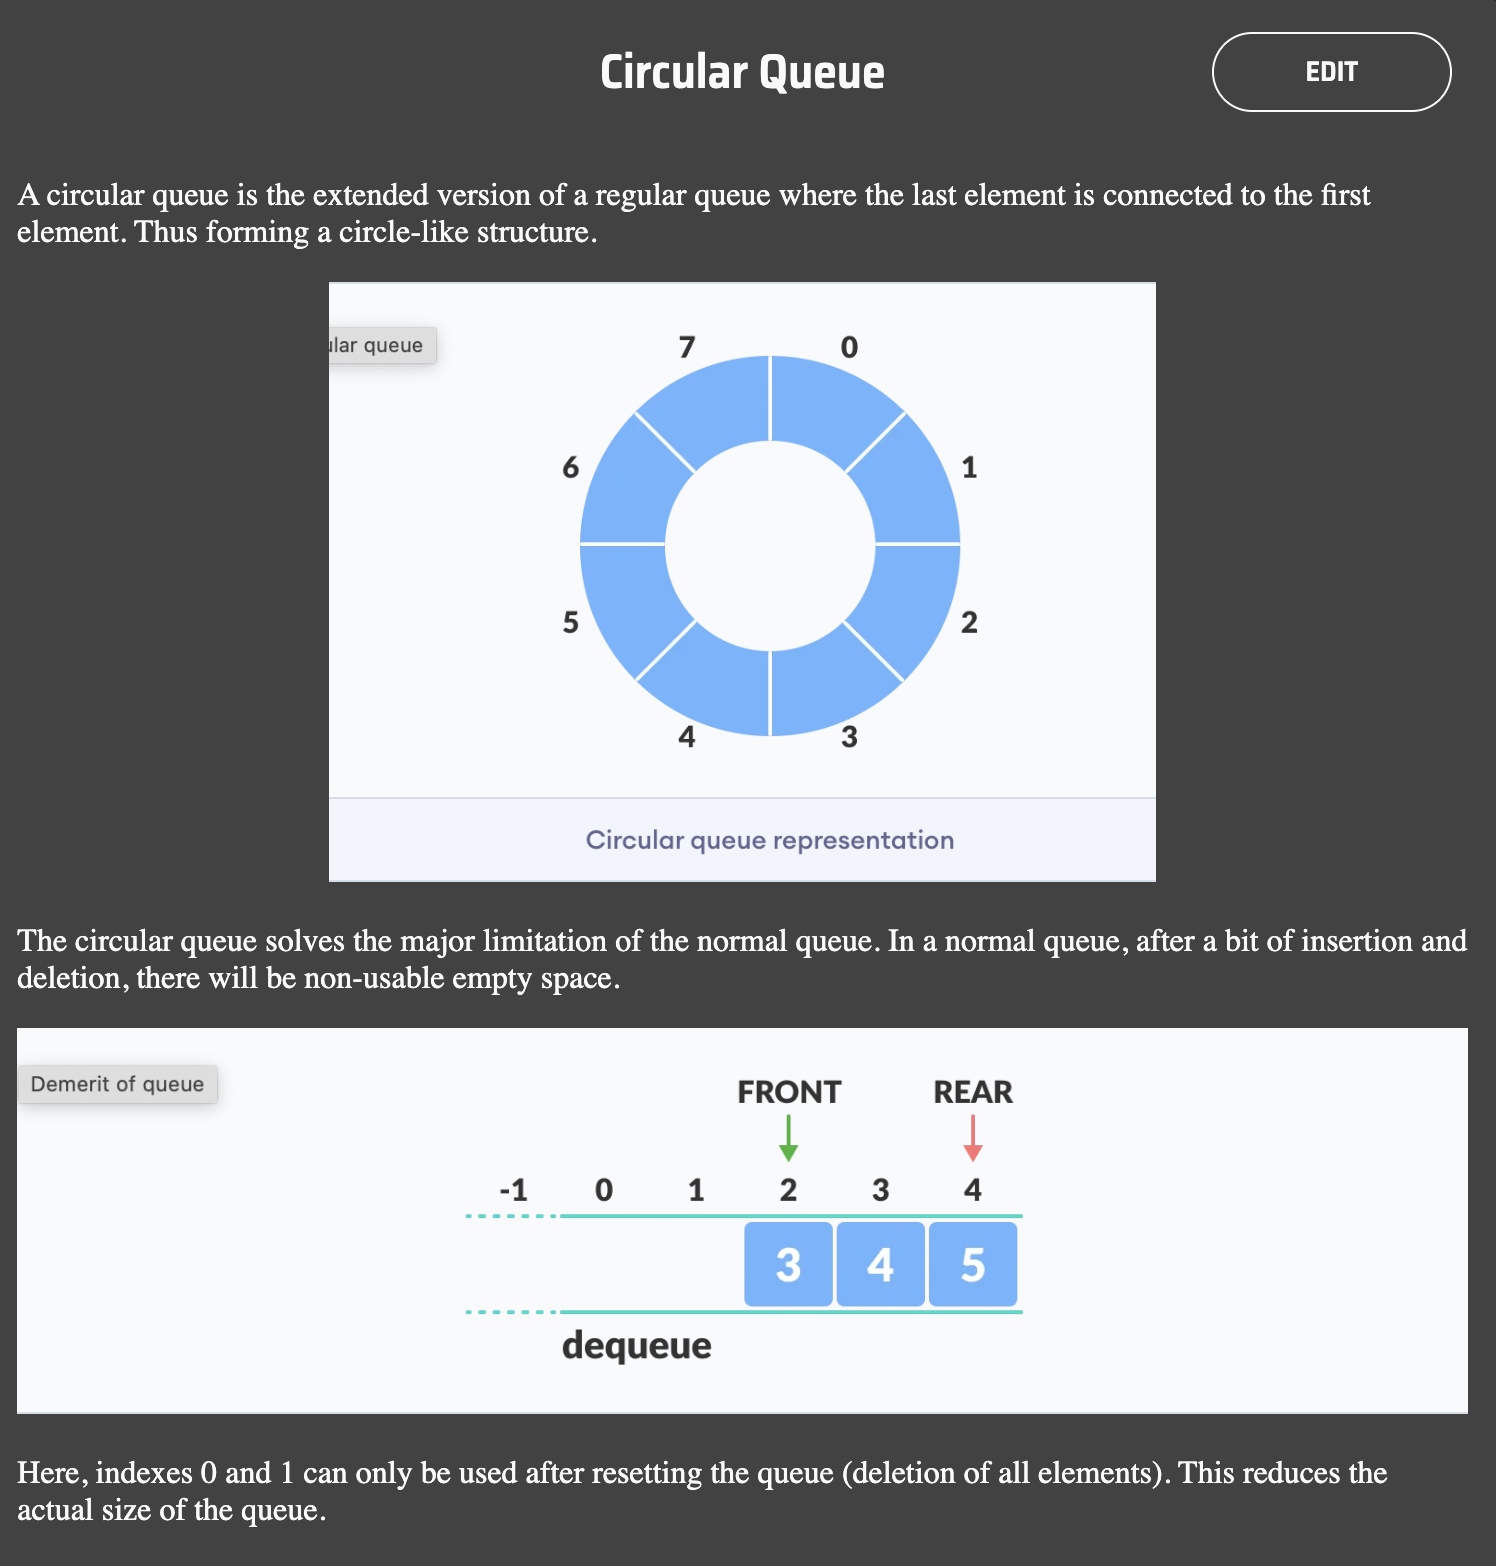 Circular Queue
EDIT
A circular queue is the extended version of a regular queue where the last element is connected to the first
element. Thus forming a circle-like structure.
queue
7 0
6 1
5 2
4 3
Circular queue representation
The circular queue solves the major limitation of the normal queue. In a normal queue, after a bit of insertion and
deletion, there will be non-usable empty space.
Demerit of queue
FRONT REAR
-1 0 1 2 3 4
3 4 5
dequeue
Here, indexes 0 and 1 can only be used after resetting the queue (deletion of all elements). This reduces the
actual size of the queue.